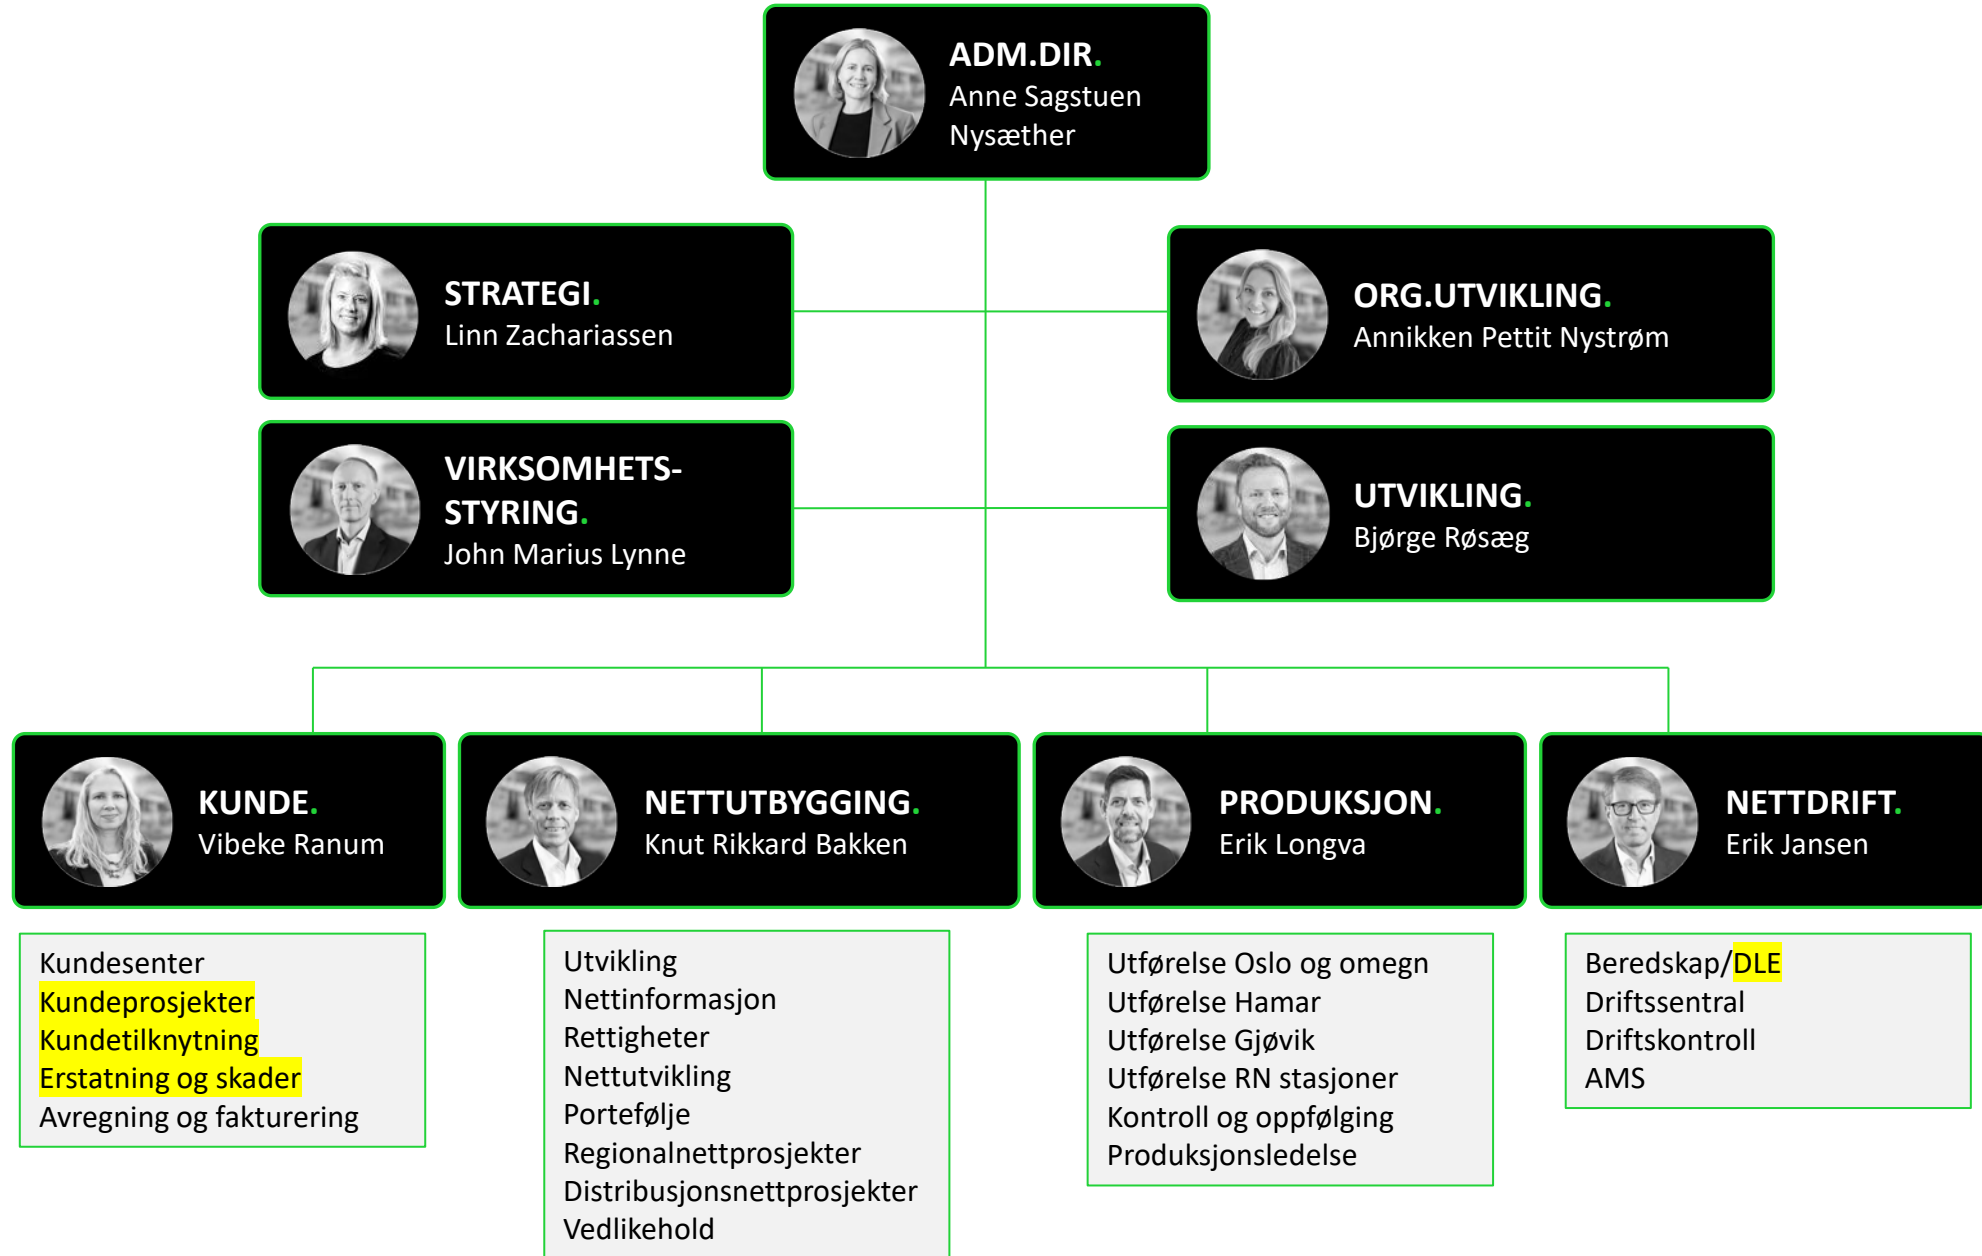 ADM.DIR.
Anne Sagstuen
Nysæther
STRATEGI.
Linn Zachariassen
ORG.UTVIKLING.
Annikken Pettit Nystrøm
VIRKSOMHETS-
STYRING.
John Marius Lynne
UTVIKLING.
Bjørge Røsæg
KUNDE.
Vibeke Ranum
NETTUTBYGGING.
Knut Rikkard Bakken
PRODUKSJON.
Erik Longva
NETTDRIFT.
Erik Jansen
Kundesenter
Kundeprosjekter
Kundetilknytning
Erstatning og skader
Avregning og fakturering
Utvikling
Nettinformasjon
Rettigheter
Nettutvikling
Portefølje
Regionalnettprosjekter
Distribusjonsnettprosjekter
Vedlikehold
Utførelse Oslo og omegn
Utførelse Hamar
Utførelse Gjøvik
Utførelse RN stasjoner
Kontroll og oppfølging
Produksjonsledelse
Beredskap/DLE
Driftssentral
Driftskontroll
AMS